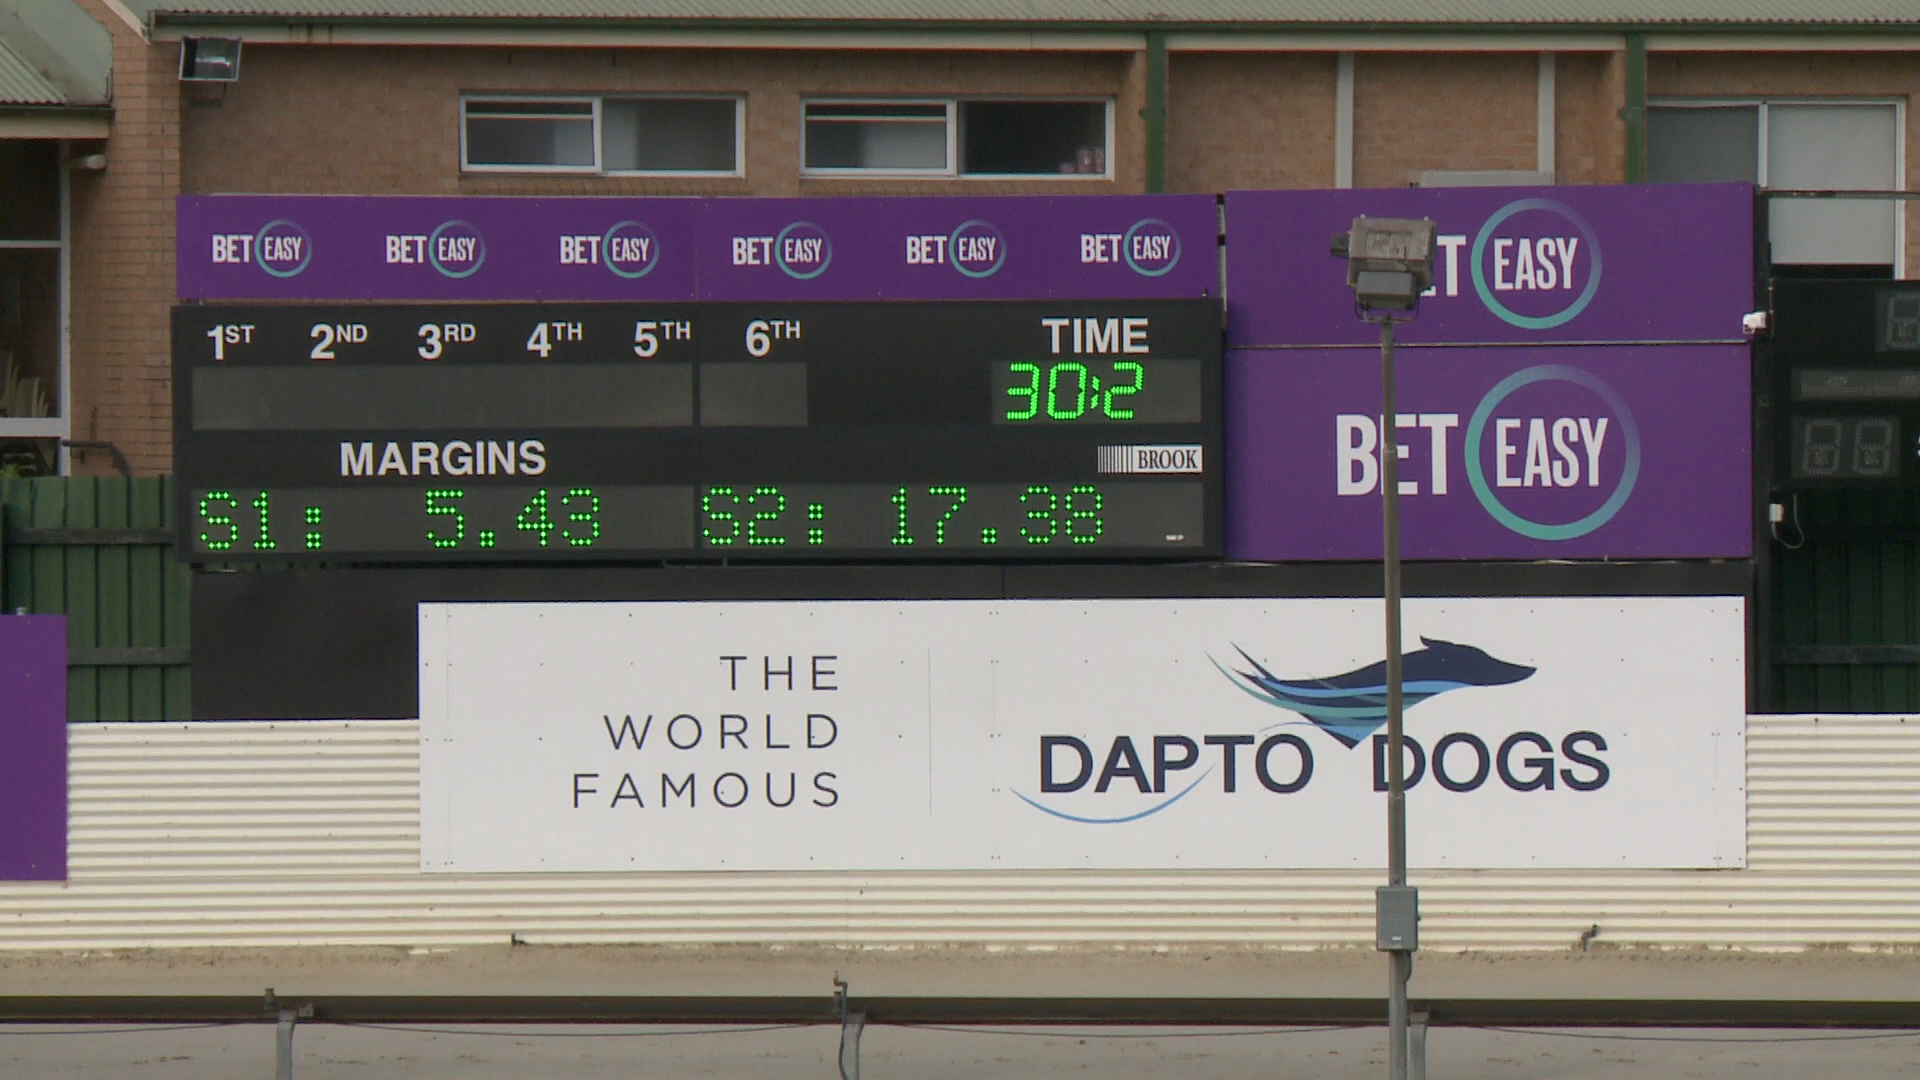 BET EASY BET EASY BET EASY BET EASY BET EASY BET EASY
EASY
1ST 2ND 3RD 4TH 5TH 6TH TIME
30:2
BET EASY
MARGINS
BROOK
S1: 5.43 S2: 17.38
THE
WORLD
FAMOUS
DAPTO DOGS